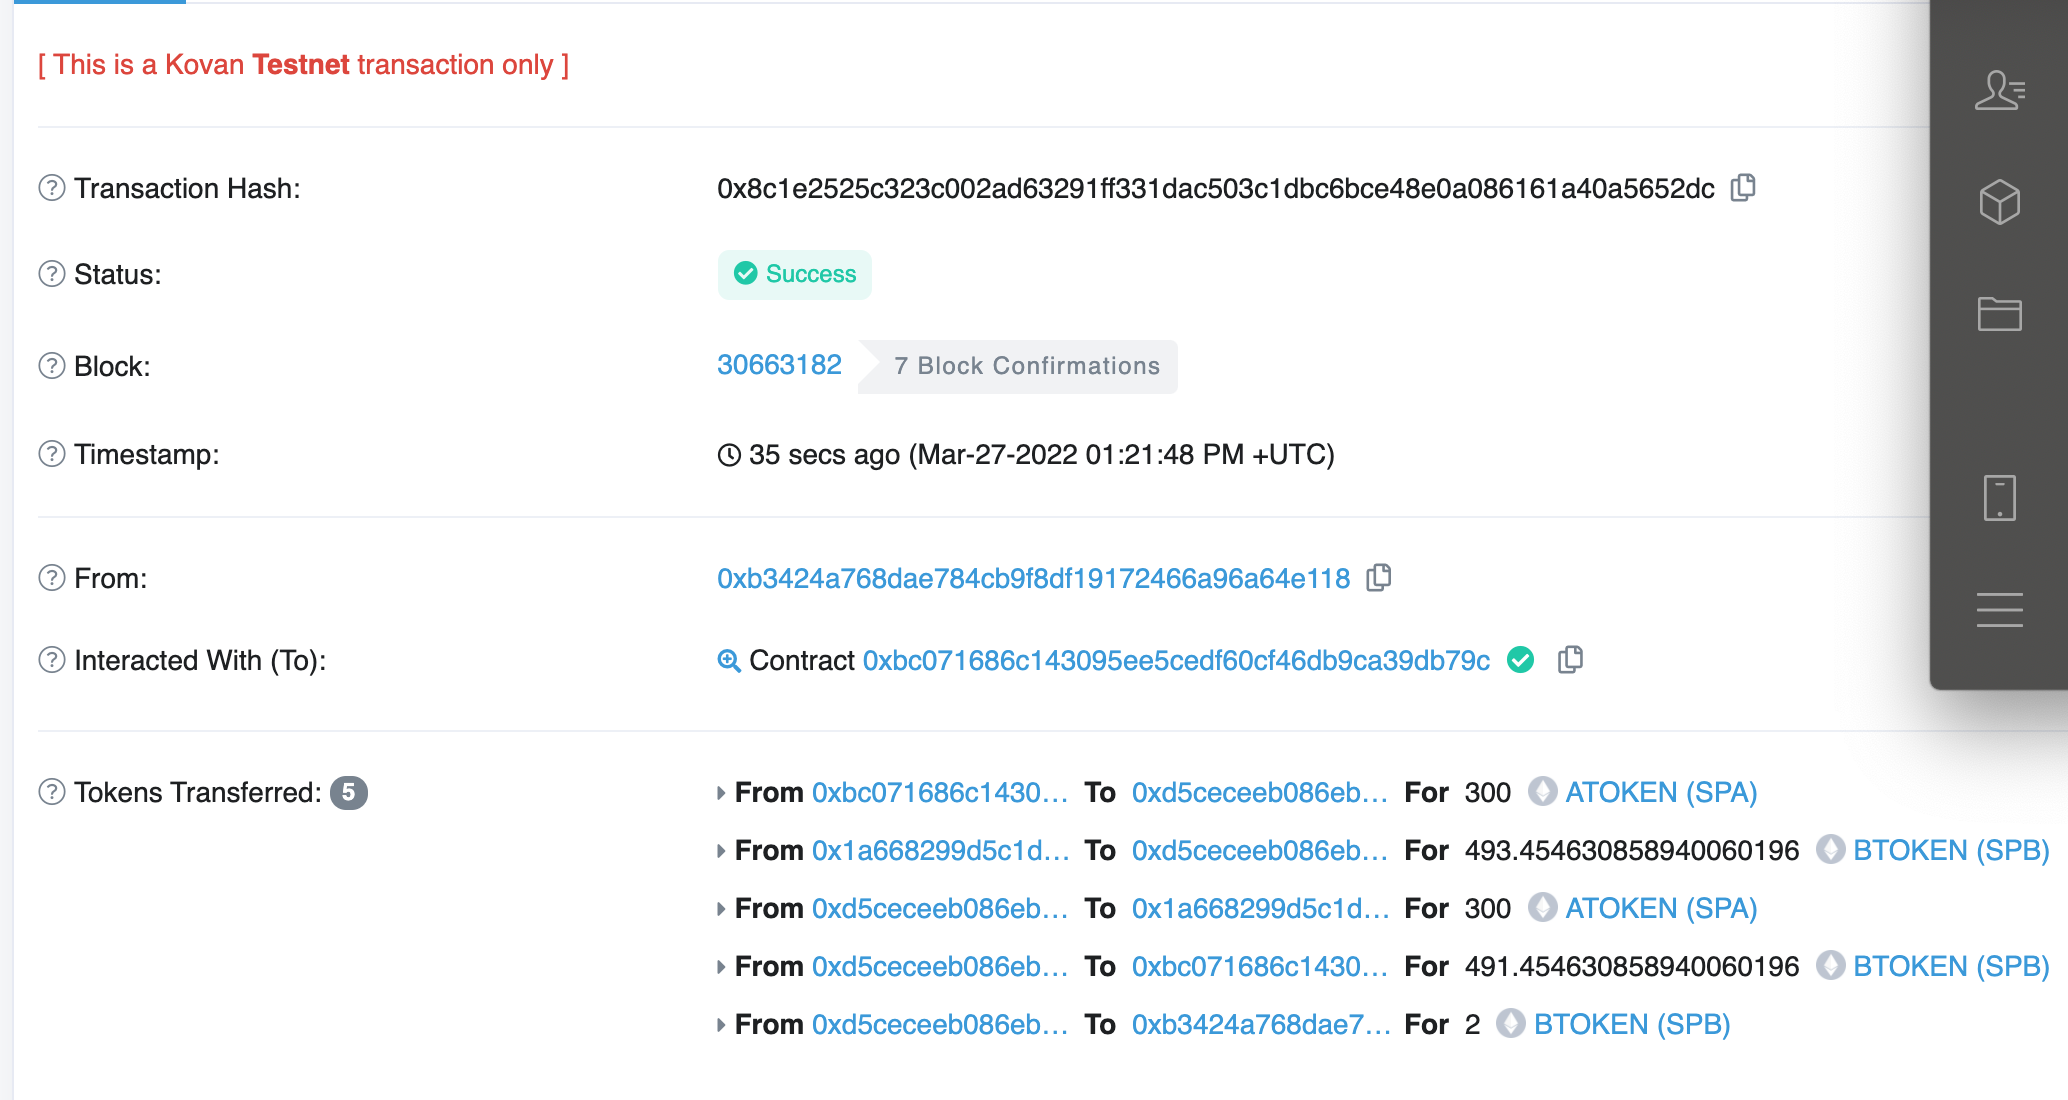 [ This is a Kovan Testnet transaction only ]
Transaction Hash: 0x8c1e2525c323c002ad63291ff331dac503c1dbc6bce48e0a086161a40a5652dc
Status: Success
Block: 30663182 7 Block Confirmations
Timestamp: 35 secs ago (Mar-27-2022 01:21:48 PM +UTC)
From: 0xb3424a768dae784cb9f8df19172466a96a64e118
Interacted With (To): Contract 0xbc071686c143095ee5cedf60cf46db9ca39db79c
Tokens Transferred: 5 From 0xbc071686c1430... To 0xd5ceceeb086eb... For 300 ATOKEN (SPA)
From 0x1a668299d5c1d... To 0xd5ceceeb086eb... For 493.454630858940060196 BTOKEN (SPB)
From 0xd5ceceeb086eb... To 0x1a668299d5c1d... For 300 ATOKEN (SPA)
From 0xd5ceceeb086eb... To 0xbc071686c1430... For 491.454630858940060196 BTOKEN (SPB)
From 0xd5ceceeb086eb... To 0xb3424a768dae7... For 2 BTOKEN (SPB)